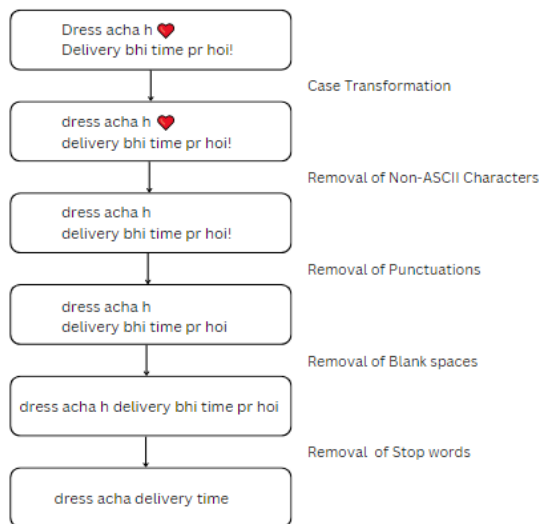 Dress acha h ❤️
Delivery bhi time pr hoi!
Case Transformation
dress acha h ❤️
delivery bhi time pr hoi!
Removal of Non-ASCII Characters
dress acha h
delivery bhi time pr hoi!
Removal of Punctuations
dress acha h
delivery bhi time pr hoi
Removal of Blank spaces
dress acha h delivery bhi time pr hoi
Removal of Stop words
dress acha delivery time